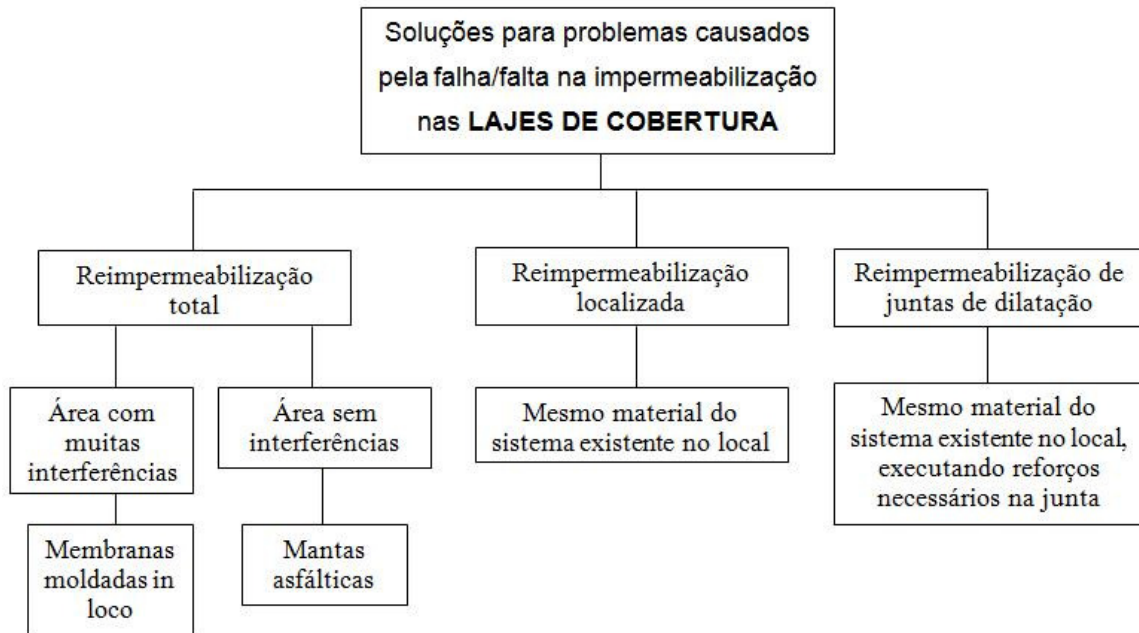 Soluções para problemas causados
pela falha/falta na impermeabilização
nas LAJES DE COBERTURA
Reimpermeabilização
total
Reimpermeabilização
localizada
Reimpermeabilização de
juntas de dilatação
Área com
muitas
interferências
Área sem
interferências
Mesmo material do
sistema existente no local
Mesmo material do
sistema existente no local,
executando reforços
necessários na junta
Membranas
moldadas in
loco
Mantas
asfálticas